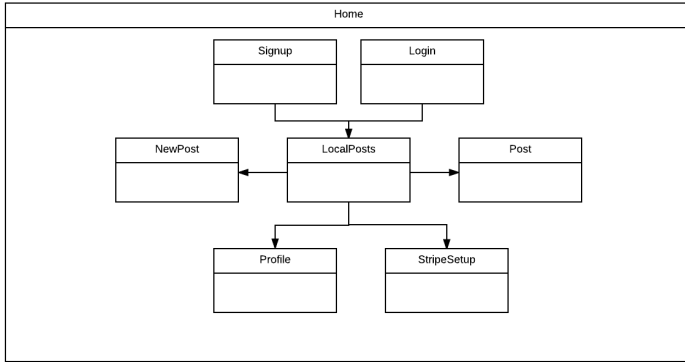 Home
Signup
Login
NewPost
LocalPosts
Post
Profile
StripeSetup